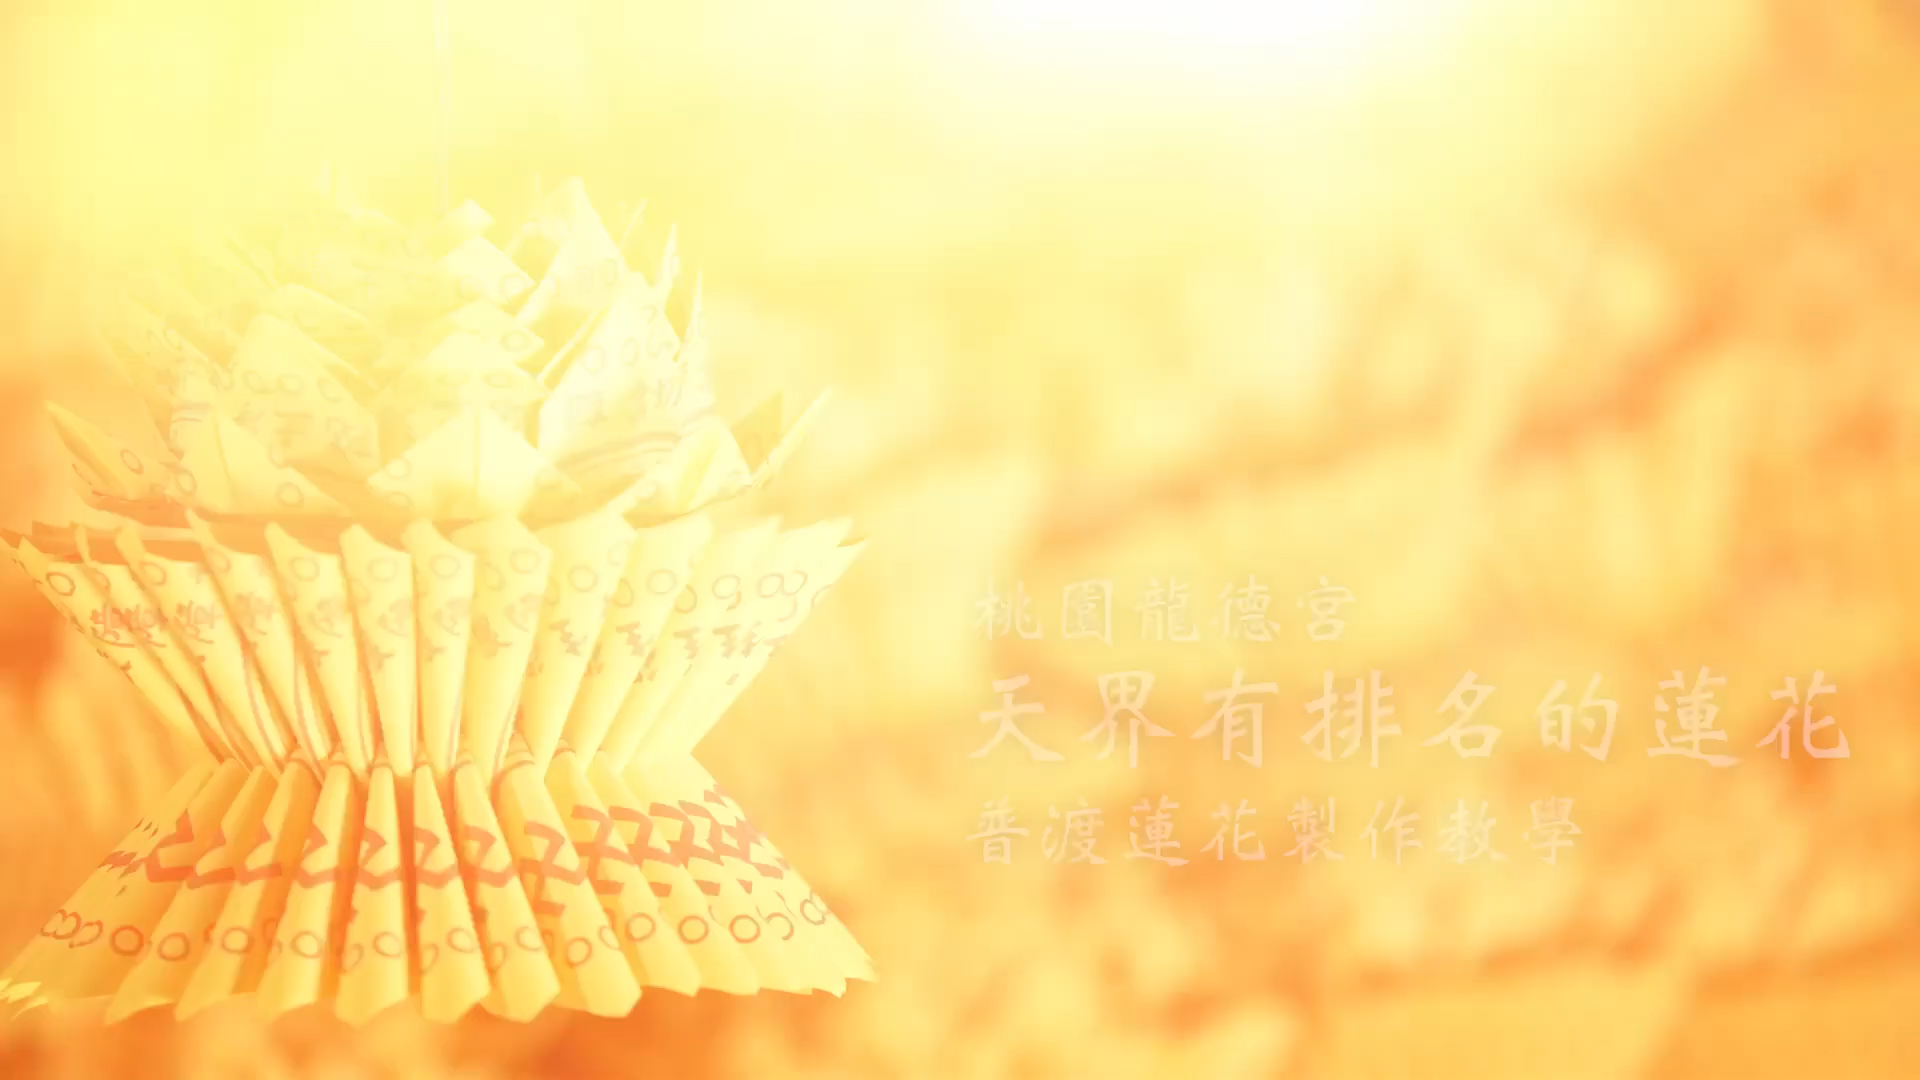 桃園龍德宮
天界有排名的蓮花
普渡蓮花製作教學